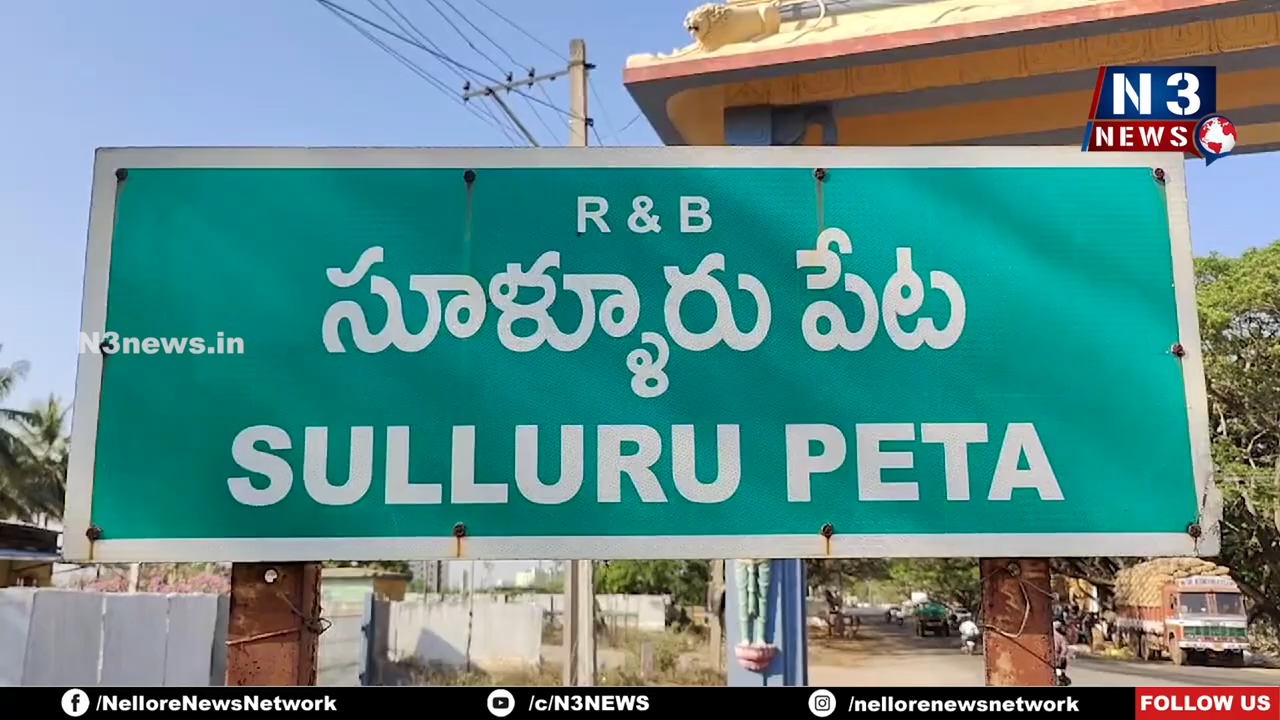 N3
NEWS
R & B
సూళ్ళూరు పేట
N3news.in
SULLURU PETA
/NelloreNewsNetwork
/c/N3NEWS
/nellorenewsnetwork
FOLLOW US